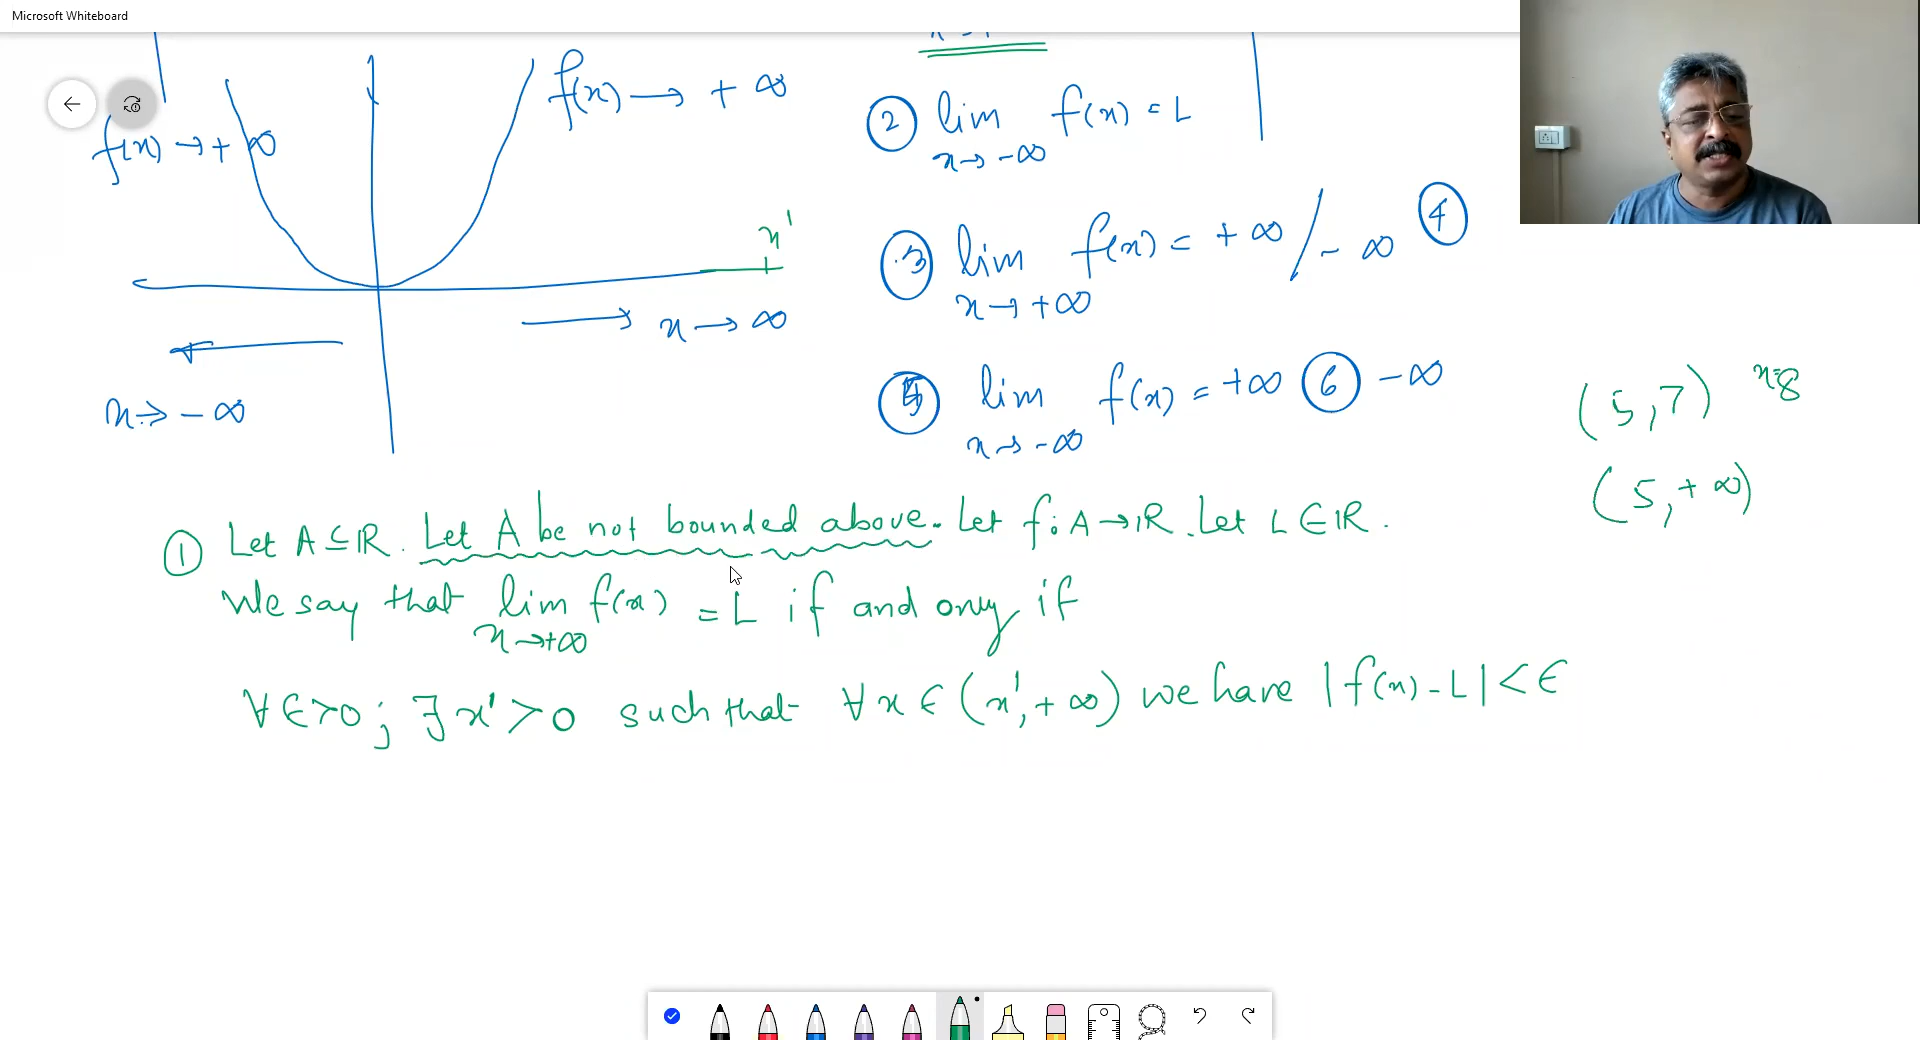 Microsoft Whiteboard
f(x) → + ∞
f(x) → + ∞
x'
x → ∞
x → - ∞
② lim f(x) = L
x → -∞
③ lim f(x) = + ∞ / - ∞ ④
x → +∞
⑤ lim f(x) = +∞ ⑥ -∞
x → -∞
(5,7) x=8
(5,+∞)
① Let A ⊆ ℝ. Let A be not bounded above. Let f: A → ℝ. Let L ∈ ℝ.
We say that lim f(x) = L if and only if
x → +∞
∀ ε > 0; ∃ x' > 0 such that ∀ x ∈ (x', +∞) we have |f(x) - L| < ε